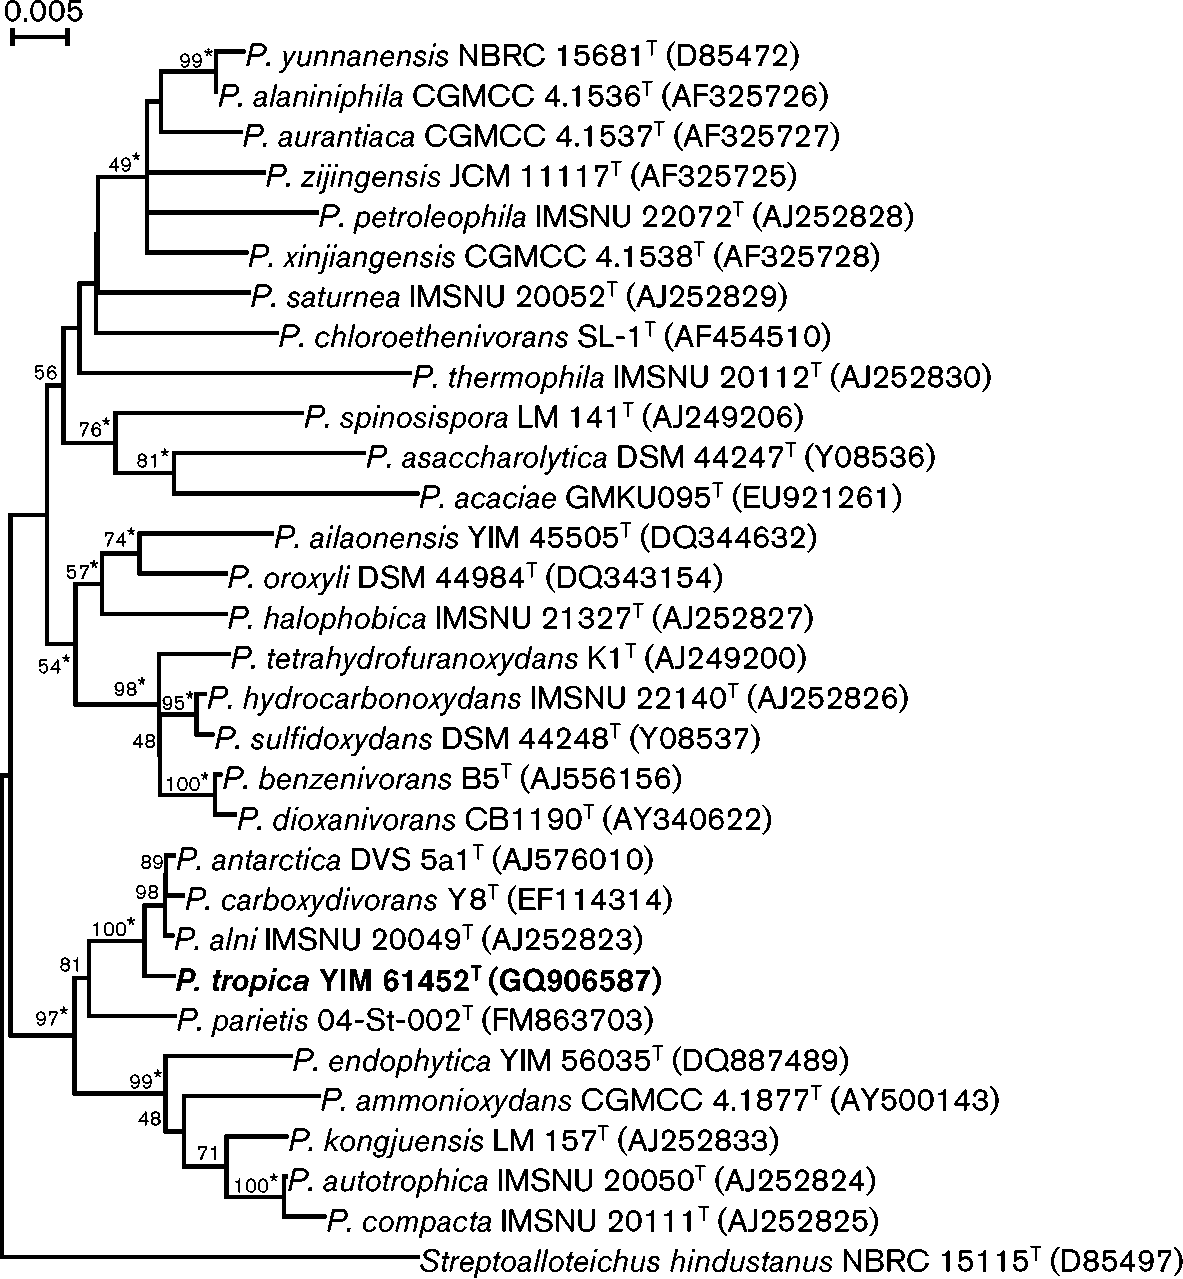 0.005
99* P. yunnanensis NBRC 15681ᵀ (D85472)
P. alaniniphila CGMCC 4.1536ᵀ (AF325726)
P. aurantiaca CGMCC 4.1537ᵀ (AF325727)
49* P. zijingensis JCM 11117ᵀ (AF325725)
P. petroleophila IMSNU 22072ᵀ (AJ252828)
P. xinjiangensis CGMCC 4.1538ᵀ (AF325728)
P. saturnea IMSNU 20052ᵀ (AJ252829)
P. chloroethenivorans SL-1ᵀ (AF454510)
56 P. thermophila IMSNU 20112ᵀ (AJ252830)
P. spinosispora LM 141ᵀ (AJ249206)
76*
81* P. asaccharolytica DSM 44247ᵀ (Y08536)
P. acaciae GMKU095ᵀ (EU921261)
74* P. ailaonensis YIM 45505ᵀ (DQ344632)
57* P. oroxyli DSM 44984ᵀ (DQ343154)
P. halophobica IMSNU 21327ᵀ (AJ252827)
54* P. tetrahydrofuranoxydans K1ᵀ (AJ249200)
98* 95* P. hydrocarbonoxydans IMSNU 22140ᵀ (AJ252826)
48 P. sulfidoxydans DSM 44248ᵀ (Y08537)
100* P. benzenivorans B5ᵀ (AJ556156)
P. dioxanivorans CB1190ᵀ (AY340622)
89 P. antarctica DVS 5a1ᵀ (AJ576010)
98 P. carboxydivorans Y8ᵀ (EF114314)
100* P. alni IMSNU 20049ᵀ (AJ252823)
81 P. tropica YIM 61452ᵀ (GQ906587)
97* P. parietis 04-St-002ᵀ (FM863703)
P. endophytica YIM 56035ᵀ (DQ887489)
99*
P. ammonioxydans CGMCC 4.1877ᵀ (AY500143)
48
71 P. kongjuensis LM 157ᵀ (AJ252833)
100* P. autotrophica IMSNU 20050ᵀ (AJ252824)
P. compacta IMSNU 20111ᵀ (AJ252825)
Streptoalloteichus hindustanus NBRC 15115ᵀ (D85497)